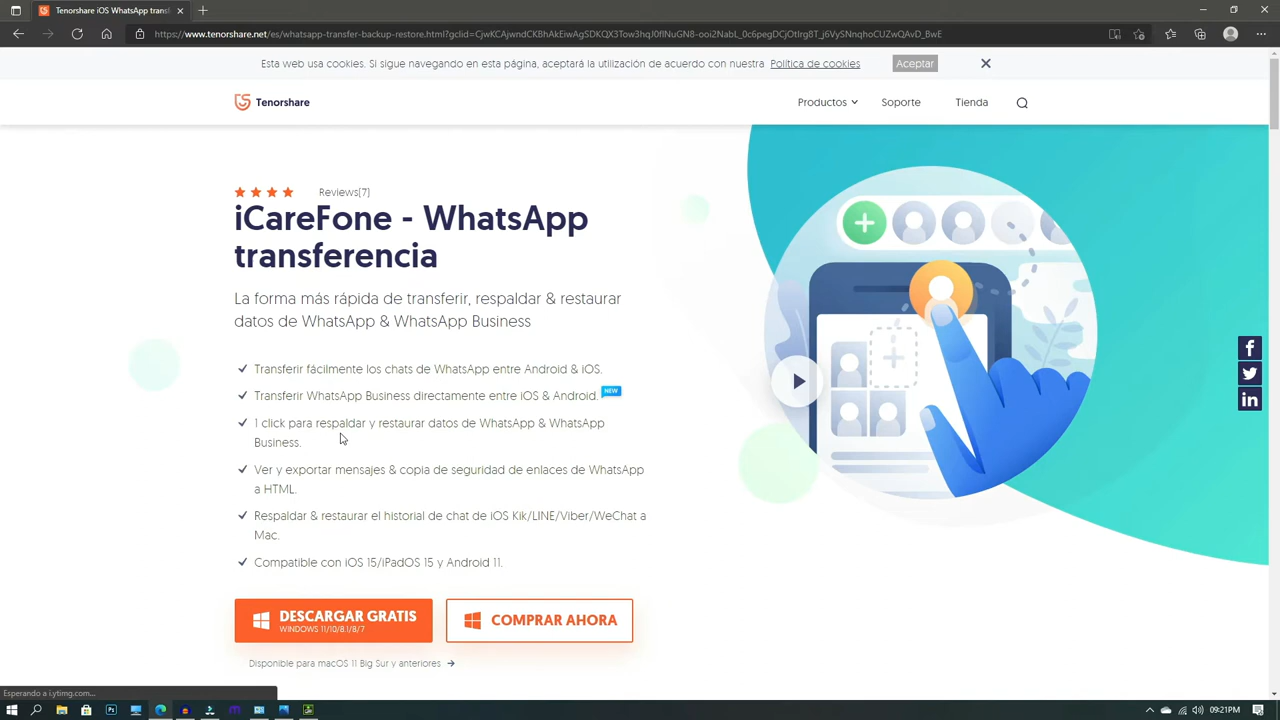 Tenorshare iOS WhatsApp transf
https://www.tenorshare.net/es/whatsapp-transfer-backup-restore.html?gclid=CjwKCAjwndCKBhAkEiwAgSDKQX3Tow3hqJ0flNuGN8-ooi2NabL_0c6pegDCjOtIrg8T_j6VySNnqhoCUZwQAvD_BwE
Esta web usa cookies. Si sigue navegando en esta página, aceptará la utilización de acuerdo con nuestra Política de cookies Aceptar
Tenorshare Productos Soporte Tienda
Reviews(7)
iCareFone - WhatsApp
transferencia
La forma más rápida de transferir, respaldar & restaurar
datos de WhatsApp & WhatsApp Business
Transferir fácilmente los chats de WhatsApp entre Android & iOS.
Transferir WhatsApp Business directamente entre iOS & Android. NEW
1 click para respaldar y restaurar datos de WhatsApp & WhatsApp
Business.
Ver y exportar mensajes & copia de seguridad de enlaces de WhatsApp
a HTML.
Respaldar & restaurar el historial de chat de iOS Kik/LINE/Viber/WeChat a
Mac.
Compatible con iOS 15/iPadOS 15 y Android 11.
DESCARGAR GRATIS COMPRAR AHORA
WINDOWS 11/10/8.1/8/7
Disponible para macOS 11 Big Sur y anteriores
Esperando a i.ytimg.com...
09:21PM